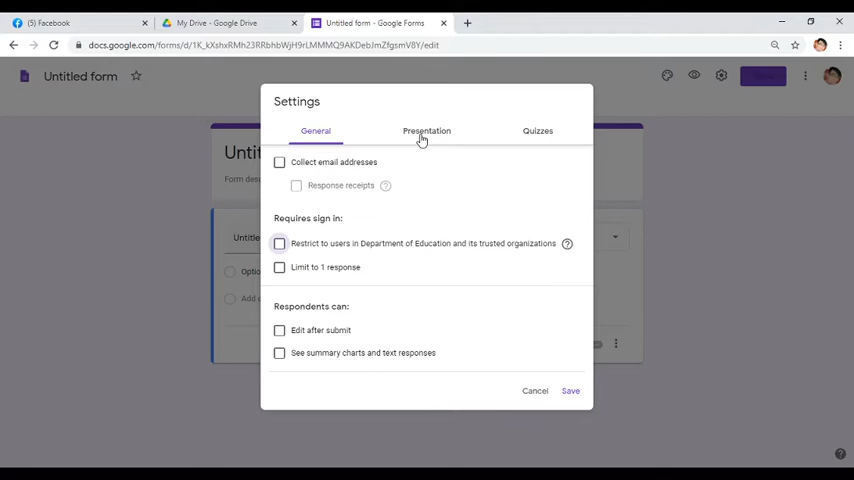 (5) Facebook
My Drive - Google Drive
Untitled form - Google Forms
docs.google.com/forms/d/1K_kXshxRMh23RRbhbWjH9rLMMMQ9AKDebJmZfgsmV8Y/edit
Untitled form
Settings
General
Presentation
Quizzes
Collect email addresses
Response receipts
Requires sign in:
Restrict to users in Department of Education and its trusted organizations
Limit to 1 response
Respondents can:
Edit after submit
See summary charts and text responses
Cancel
Save